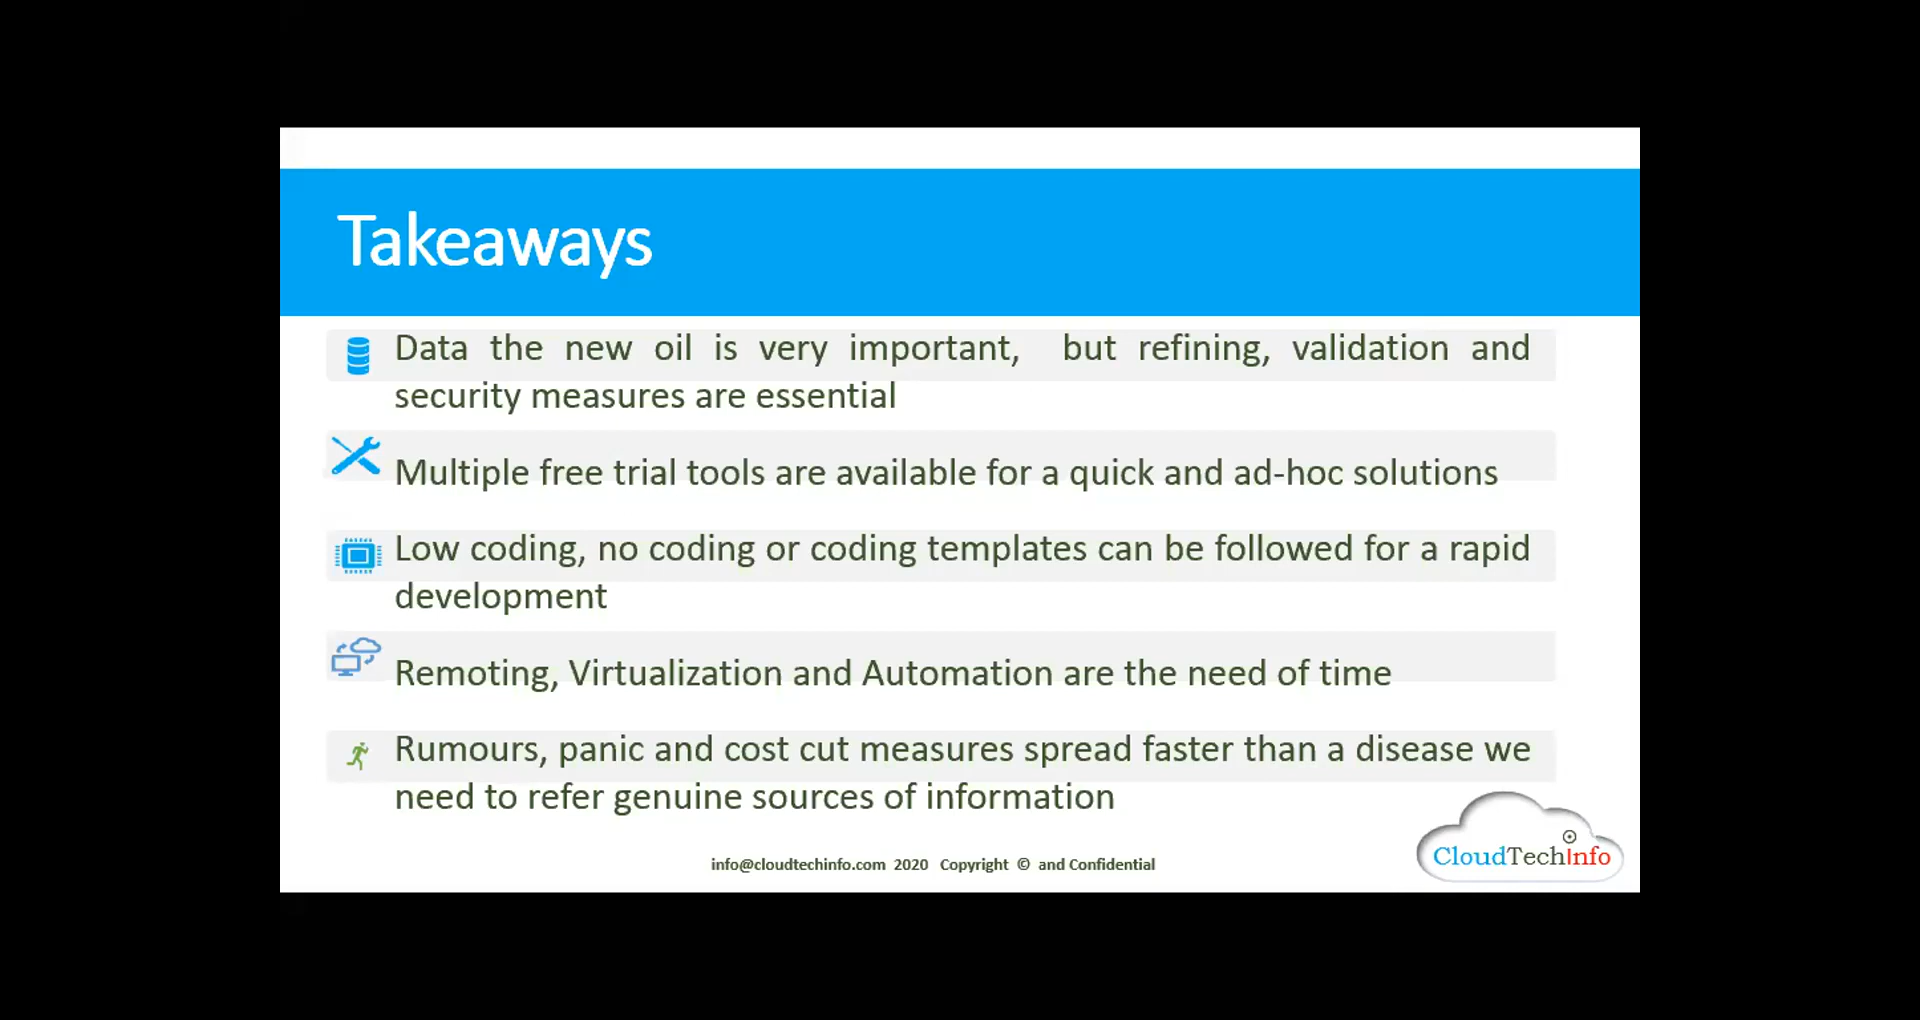 Takeaways
Data the new oil is very important, but refining, validation and
security measures are essential
Multiple free trial tools are available for a quick and ad-hoc solutions
Low coding, no coding or coding templates can be followed for a rapid
development
Remoting, Virtualization and Automation are the need of time
Rumours, panic and cost cut measures spread faster than a disease we
need to refer genuine sources of information
info@cloudtechinfo.com 2020 Copyright © and Confidential
CloudTechInfo